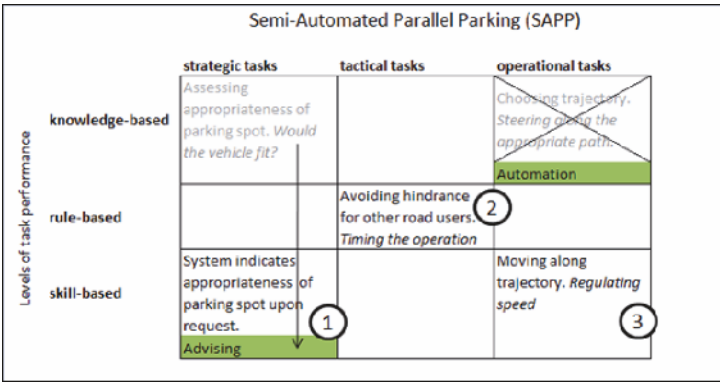 Semi-Automated Parallel Parking (SAPP)
strategic tasks
tactical tasks
operational tasks
Levels of task performance
knowledge-based
Assessing
appropriateness of
parking spot. Would
the vehicle fit?
Choosing trajectory.
Steering along the
appropriate path.
Automation
rule-based
Avoiding hindrance
for other road users.
Timing the operation
2
skill-based
System indicates
appropriateness of
parking spot upon
request.
1
Advising
Moving along
trajectory. Regulating
speed
3